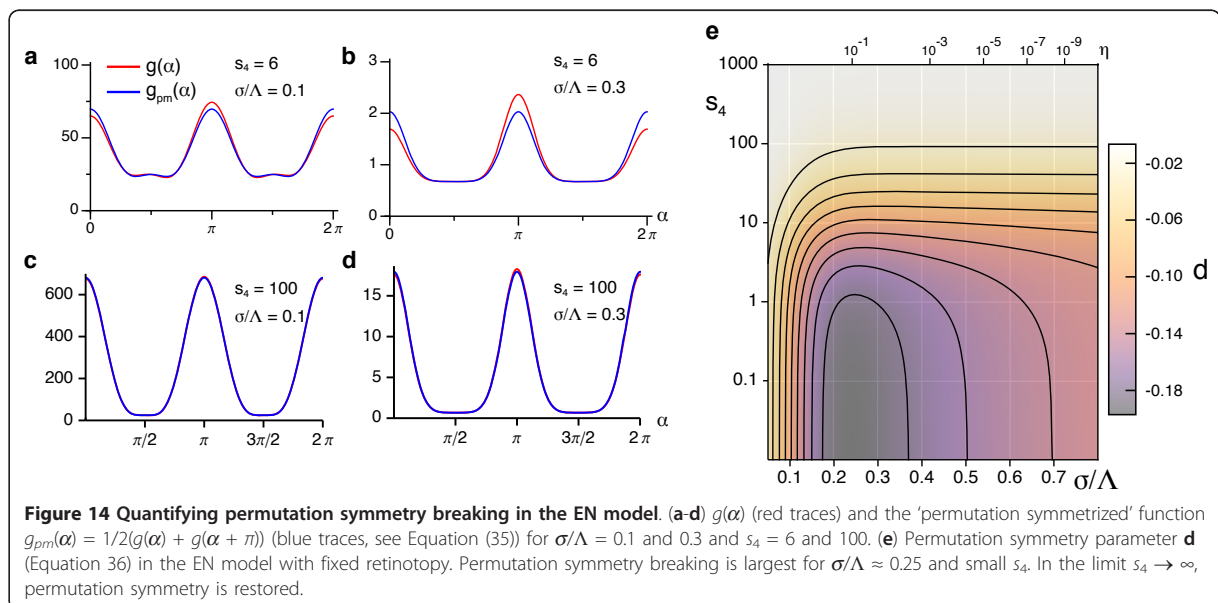 a
g(α)
g_pm(α)
s₄ = 6
σ/Λ = 0.1
100
75
50
25
0
0
π
2π
b
s₄ = 6
σ/Λ = 0.3
3
2
1
0
0
π
2π
α
c
s₄ = 100
σ/Λ = 0.1
600
400
200
0
π/2
π
3π/2
2π
d
s₄ = 100
σ/Λ = 0.3
15
10
5
0
π/2
π
3π/2
2π
α
e
10⁻¹
10⁻³
10⁻⁵
10⁻⁷
10⁻⁹
η
1000
s₄
100
10
1
0.1
0.1
0.2
0.3
0.4
0.5
0.6
0.7
σ/Λ
-0.02
-0.06
-0.10
-0.14
-0.18
d
Figure 14 Quantifying permutation symmetry breaking in the EN model. (a-d) g(α) (red traces) and the ‘permutation symmetrized’ function
g_pm(α) = 1/2(g(α) + g(α + π)) (blue traces, see Equation (35)) for σ/Λ = 0.1 and 0.3 and s₄ = 6 and 100. (e) Permutation symmetry parameter d
(Equation 36) in the EN model with fixed retinotopy. Permutation symmetry breaking is largest for σ/Λ ≈ 0.25 and small s₄. In the limit s₄ → ∞,
permutation symmetry is restored.